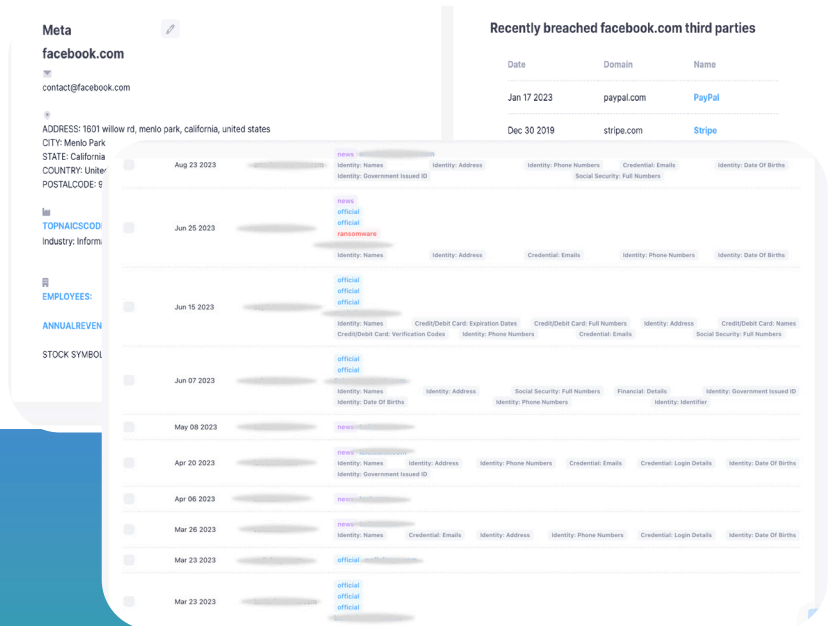 Meta
facebook.com
contact@facebook.com
ADDRESS: 1601 willow rd, menlo park, california, united states
CITY: Menlo Park
STATE: California
COUNTRY:
POSTALCODE: 9
Industry:
EMPLOYEES:
STOCK SYMBOL
Recently breached facebook.com third parties
Date Domain Name
Jan 17 2023 paypal.com PayPal
Dec 30 2019 stripe.com Stripe
news
Aug 23 2023
Identity: Names Identity: Address Identity: Phone Numbers Credential: Emails Identity: Date Of Births
Identity: Government Issued ID Social Security: Full Numbers
news
official
official
Jun 25 2023
ransomware
Identity: Names Identity: Address Credential: Emails Identity: Phone Numbers Identity: Date Of Births
official
official
official
Jun 15 2023
Identity: Names Credit/Debit Card: Expiration Dates Credit/Debit Card: Full Numbers Identity: Address Credit/Debit Card: Names
Credit/Debit Card: Verification Codes Identity: Phone Numbers Credential: Emails Social Security: Full Numbers
official
official
Jun 07 2023
Identity: Names Identity: Address Social Security: Full Numbers Financial: Details Identity: Government Issued ID
Identity: Date Of Births Identity: Phone Numbers Identity: Identifier
May 08 2023 news
news
Apr 20 2023
Identity: Names Identity: Address Identity: Phone Numbers Credential: Emails Credential: Login Details Identity: Date Of Births
Identity: Government Issued ID
Apr 06 2023 news
news
Mar 26 2023
Identity: Names Credential: Emails Identity: Address Identity: Phone Numbers Credential: Login Details Identity: Date Of Births
Mar 23 2023 official
official
official
Mar 23 2023
official